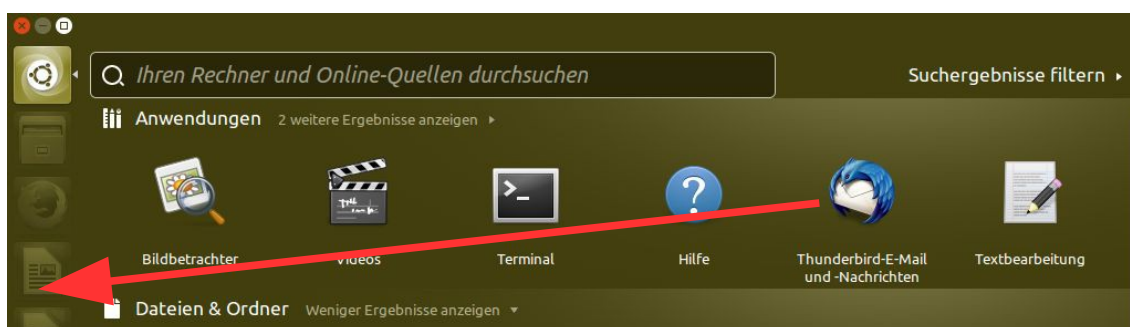 Ihren Rechner und Online-Quellen durchsuchen
Suchergebnisse filtern
Anwendungen 2 weitere Ergebnisse anzeigen
Bildbetrachter Videos Terminal Hilfe Thunderbird-E-Mail Textbearbeitung
und -Nachrichten
Dateien & Ordner Weniger Ergebnisse anzeigen